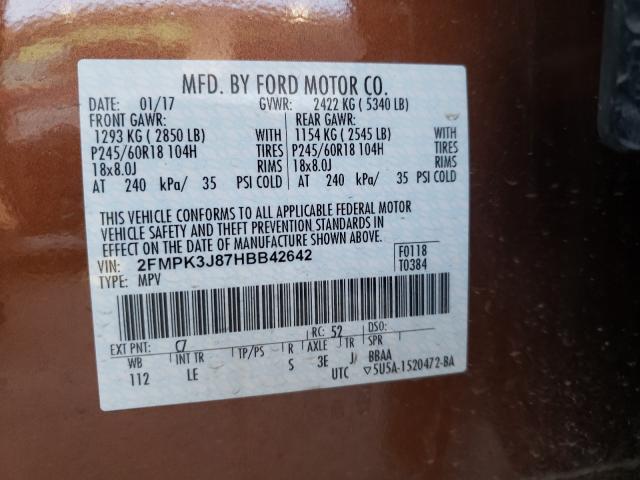 MFD. BY FORD MOTOR CO.
DATE: 01/17 GVWR: 2422 KG ( 5340 LB)
FRONT GAWR: REAR GAWR:
1293 KG ( 2850 LB) WITH 1154 KG ( 2545 LB) WITH
P245/60R18 104H TIRES P245/60R18 104H TIRES
18x8.0J RIMS 18x8.0J RIMS
AT 240 kPa/ 35 PSI COLD AT 240 kPa/ 35 PSI COLD
THIS VEHICLE CONFORMS TO ALL APPLICABLE FEDERAL MOTOR
VEHICLE SAFETY AND THEFT PREVENTION STANDARDS IN
EFFECT ON THE DATE OF MANUFACTURE SHOWN ABOVE.
VIN: 2FMPK3J87HBB42642 F0118
TYPE: MPV T0384
EXT PNT: C7 RC: 52 DSO:
WB INT TR TP/PS R AXLE TR SPR
112 LE S 3E J BBAA
UTC ▽5U5A-1520472-BA